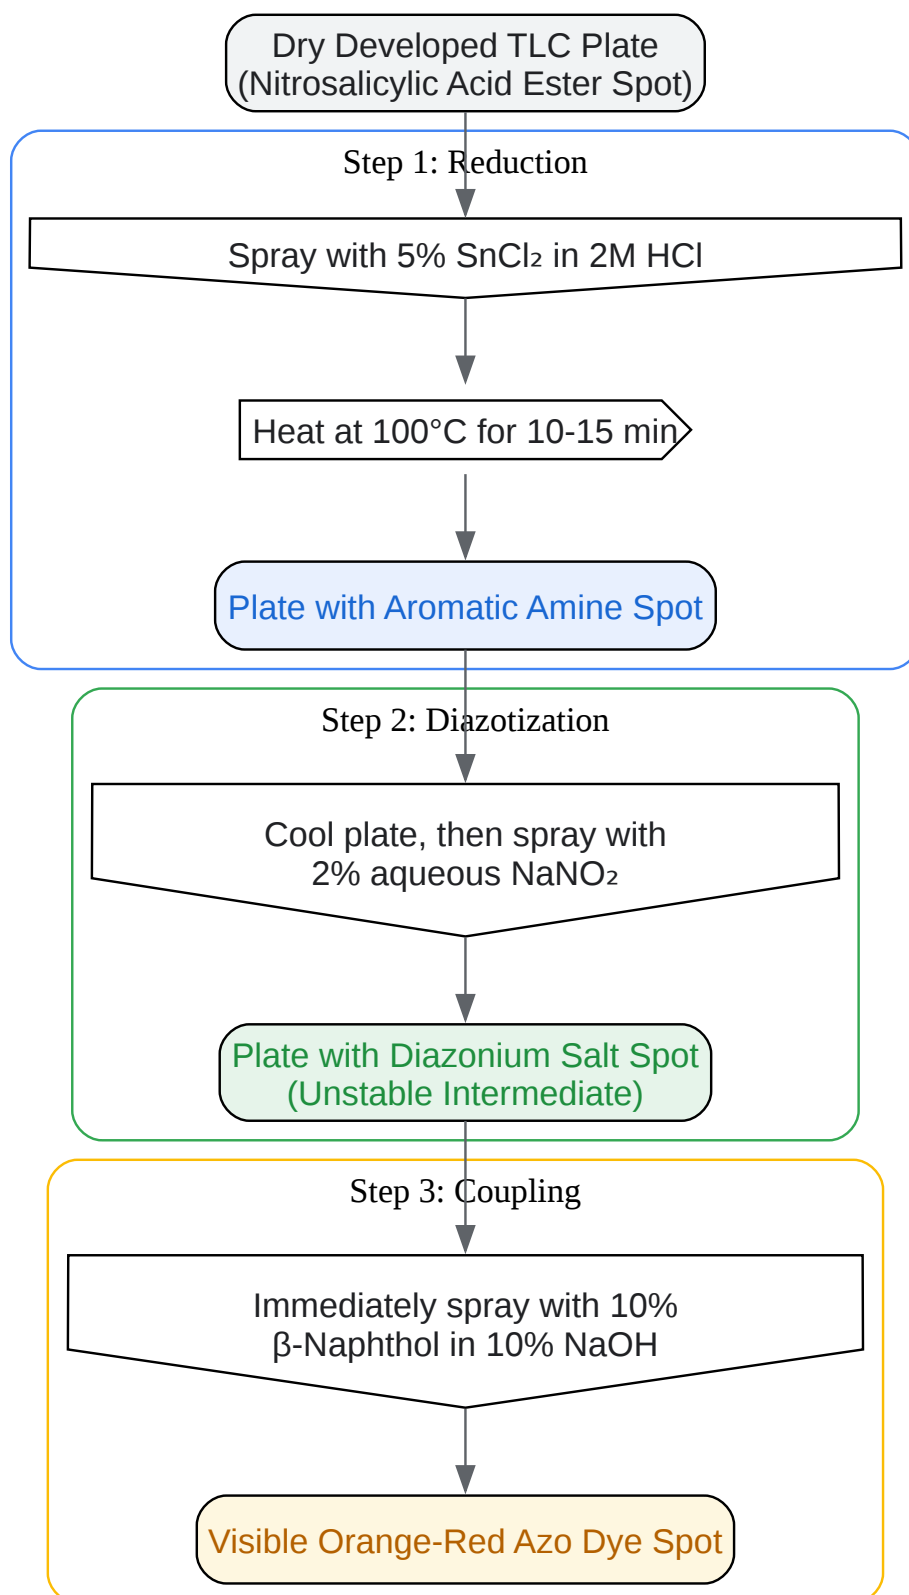 Dry Developed TLC Plate
(Nitrosalicylic Acid Ester Spot)
Step 1: Reduction
Spray with 5% SnCl₂ in 2M HCl
Heat at 100°C for 10-15 min
Plate with Aromatic Amine Spot
Step 2: Diazotization
Cool plate, then spray with
2% aqueous NaNO₂
Plate with Diazonium Salt Spot
(Unstable Intermediate)
Step 3: Coupling
Immediately spray with 10%
β-Naphthol in 10% NaOH
Visible Orange-Red Azo Dye Spot